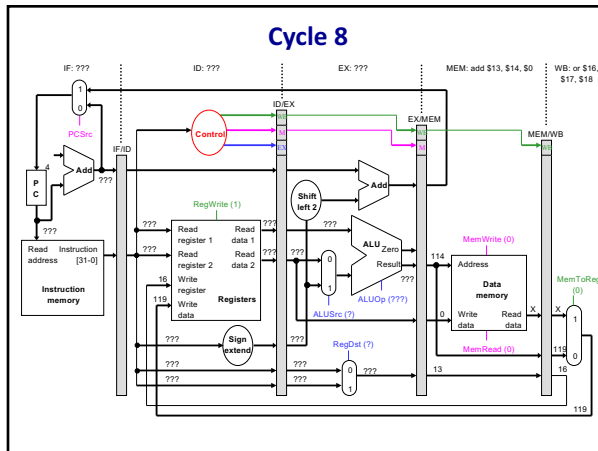 Cycle 8
IF: ???
ID: ???
EX: ???
MEM: add $13, $14, $0
WB: or $16,
$17, $18
1
0
PCSrc
4
Add
P
C
???
???
Read
address
Instruction
[31-0]
Instruction
memory
IF/ID
Control
ID/EX
WB
M
EX
RegWrite (1)
???
???
16
119
Read
register 1
Read
register 2
Write
register
Write
data
Read
data 1
Read
data 2
Registers
???
???
???
Sign
extend
???
???
???
???
???
Shift
left 2
Add
???
???
0
1
ALUSrc (?)
ALU
Zero
Result
???
ALUOp (???)
???
RegDst (?)
???
???
0
1
???
EX/MEM
WB
M
114
0
13
MemWrite (0)
Address
Data
memory
Write
data
Read
data
MemRead (0)
X
MEM/WB
WB
MemToReg
(0)
X
1
119
0
16
119